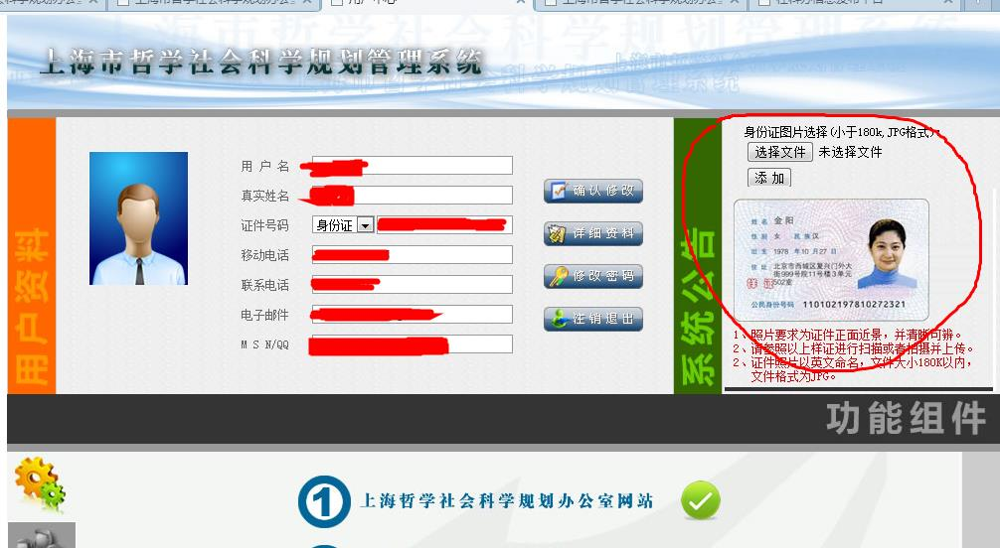 用户中心
上海市哲学社会科学规划管理系统
用户资料
用 户 名
真实姓名
证件号码
身份证
移动电话
联系电话
电子邮件
M S N/QQ
确认修改
详细资料
修改密码
注销退出
系统公告
身份证图片选择(小于180k,JPG格式):
选择文件 未选择文件
添 加
姓 名 金 阳
性 别 女 民 族 汉
出 生 1978 年 10 月 27 日
住 址 北京市西城区复兴门外大
街999号院11号楼3单元
502室
公民身份号码 110102197810272321
1、照片要求为证件正面近景，并清晰可辨。
2、请参照以上样证进行扫描或者拍摄并上传。
2、证件照片以英文命名，文件大小180K以内，
文件格式为JPG。
功能组件
1 上海哲学社会科学规划办公室网站